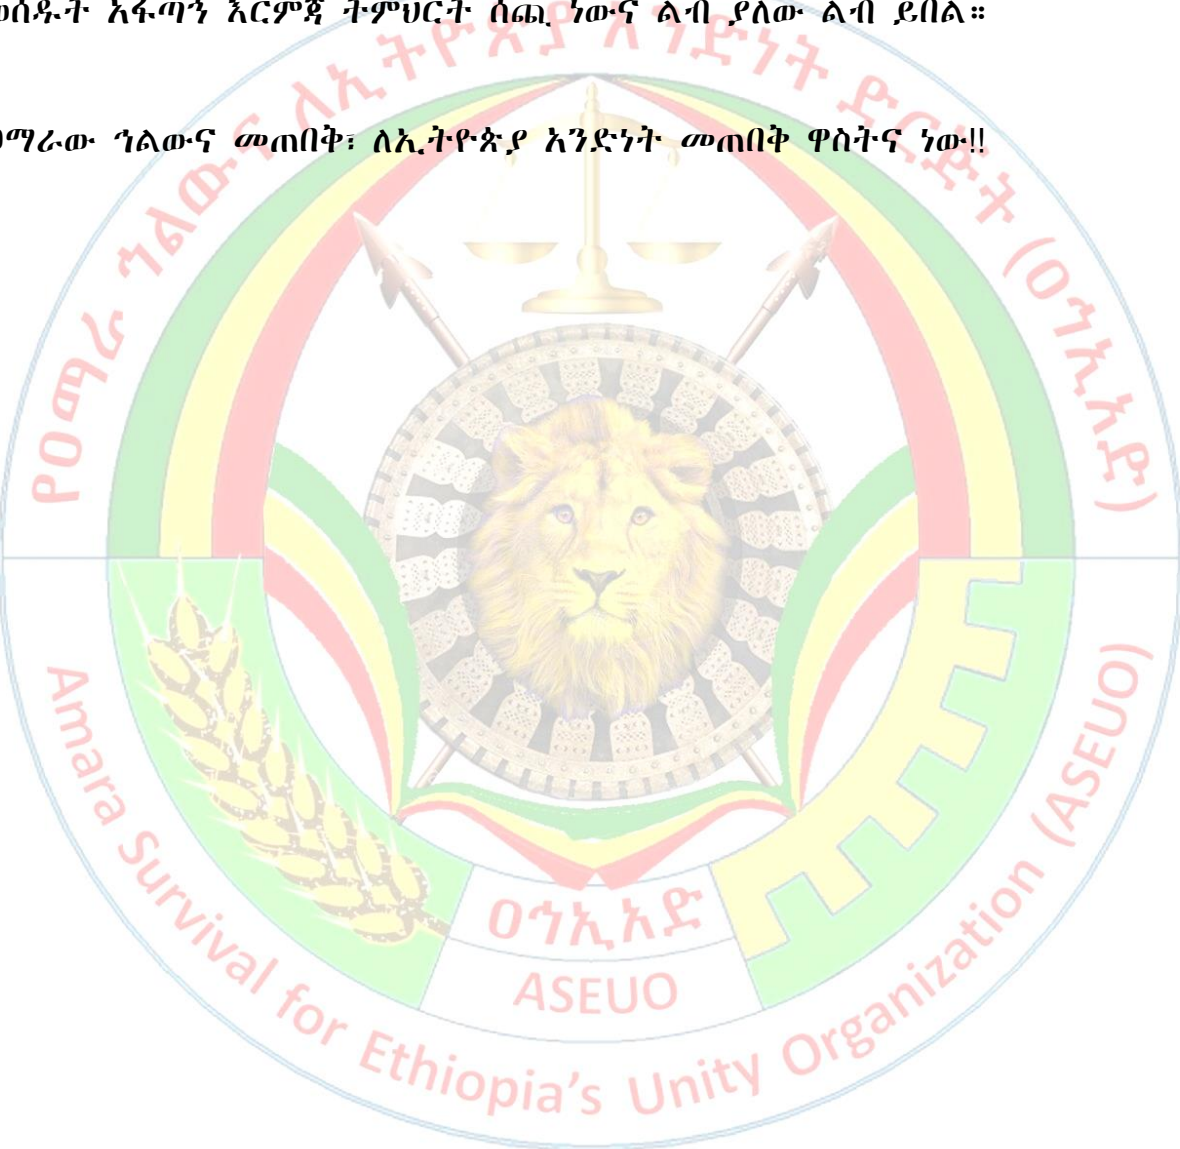 አፋጣኝ እርምጃ ትምህርት ሰጪ ነውና ልብ ያለው ልብ ይበል።
ኅልውና መጠበቅ፣ ለኢትዮጵያ አንድነት መጠበቅ ዋስትና ነው!!
የዐማራ ኅልውና ለኢትዮጵያ አንድነት ድርድት (ዐኅኢአድ)
ዐኅኢአድ
ASEUO
Amara Survival for Ethiopia's Unity Organization (ASEUO)